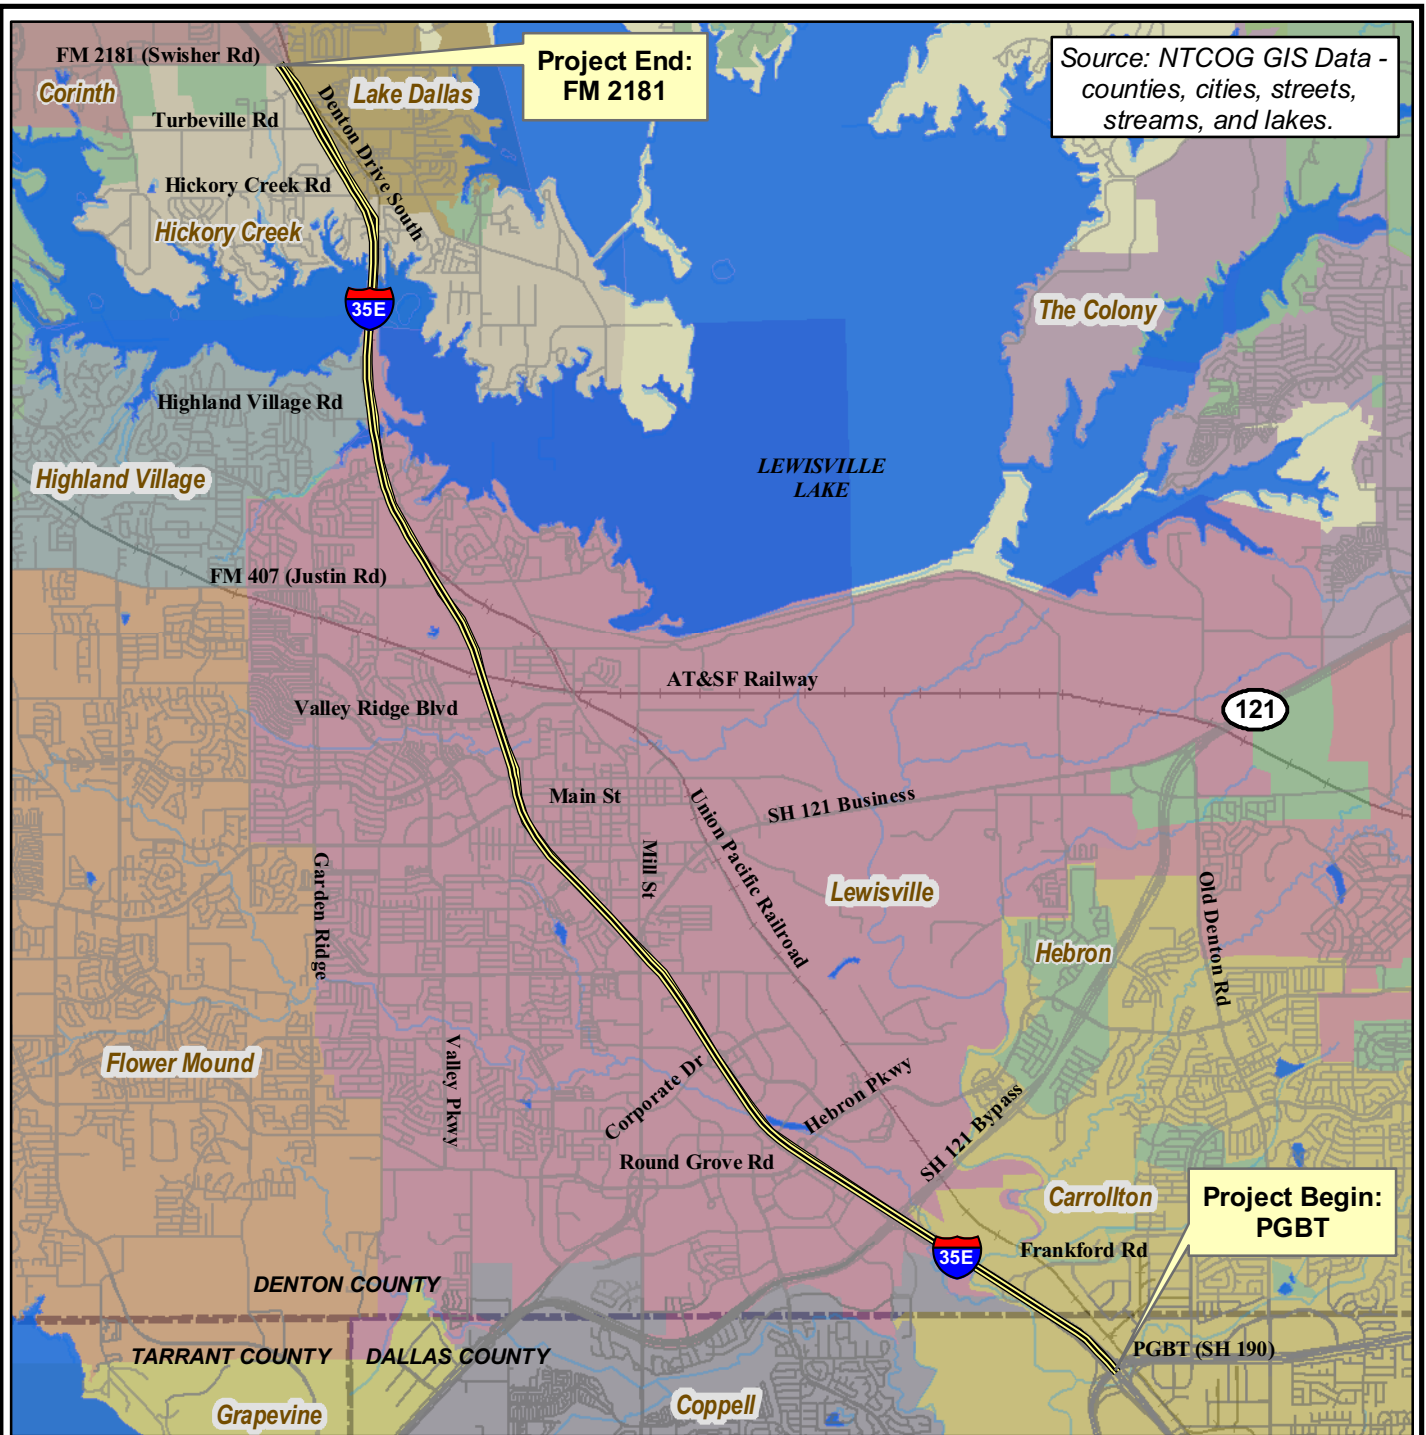 FM 2181 (Swisher Rd)
Project End:
FM 2181
Source: NTCOG GIS Data -
counties, cities, streets,
streams, and lakes.
Corinth
Lake Dallas
Turbeville Rd
Denton Drive South
Hickory Creek Rd
Hickory Creek
35E
The Colony
Highland Village Rd
Highland Village
LEWISVILLE
LAKE
FM 407 (Justin Rd)
AT&SF Railway
Valley Ridge Blvd
121
Main St
SH 121 Business
Union Pacific Railroad
Mill St
Garden Ridge
Lewisville
Old Denton Rd
Hebron
Flower Mound
Valley Pkwy
Corporate Dr
Hebron Pkwy
SH 121 Bypass
Round Grove Rd
Carrollton
Project Begin:
PGBT
Frankford Rd
35E
DENTON COUNTY
TARRANT COUNTY
DALLAS COUNTY
PGBT (SH 190)
Grapevine
Coppell